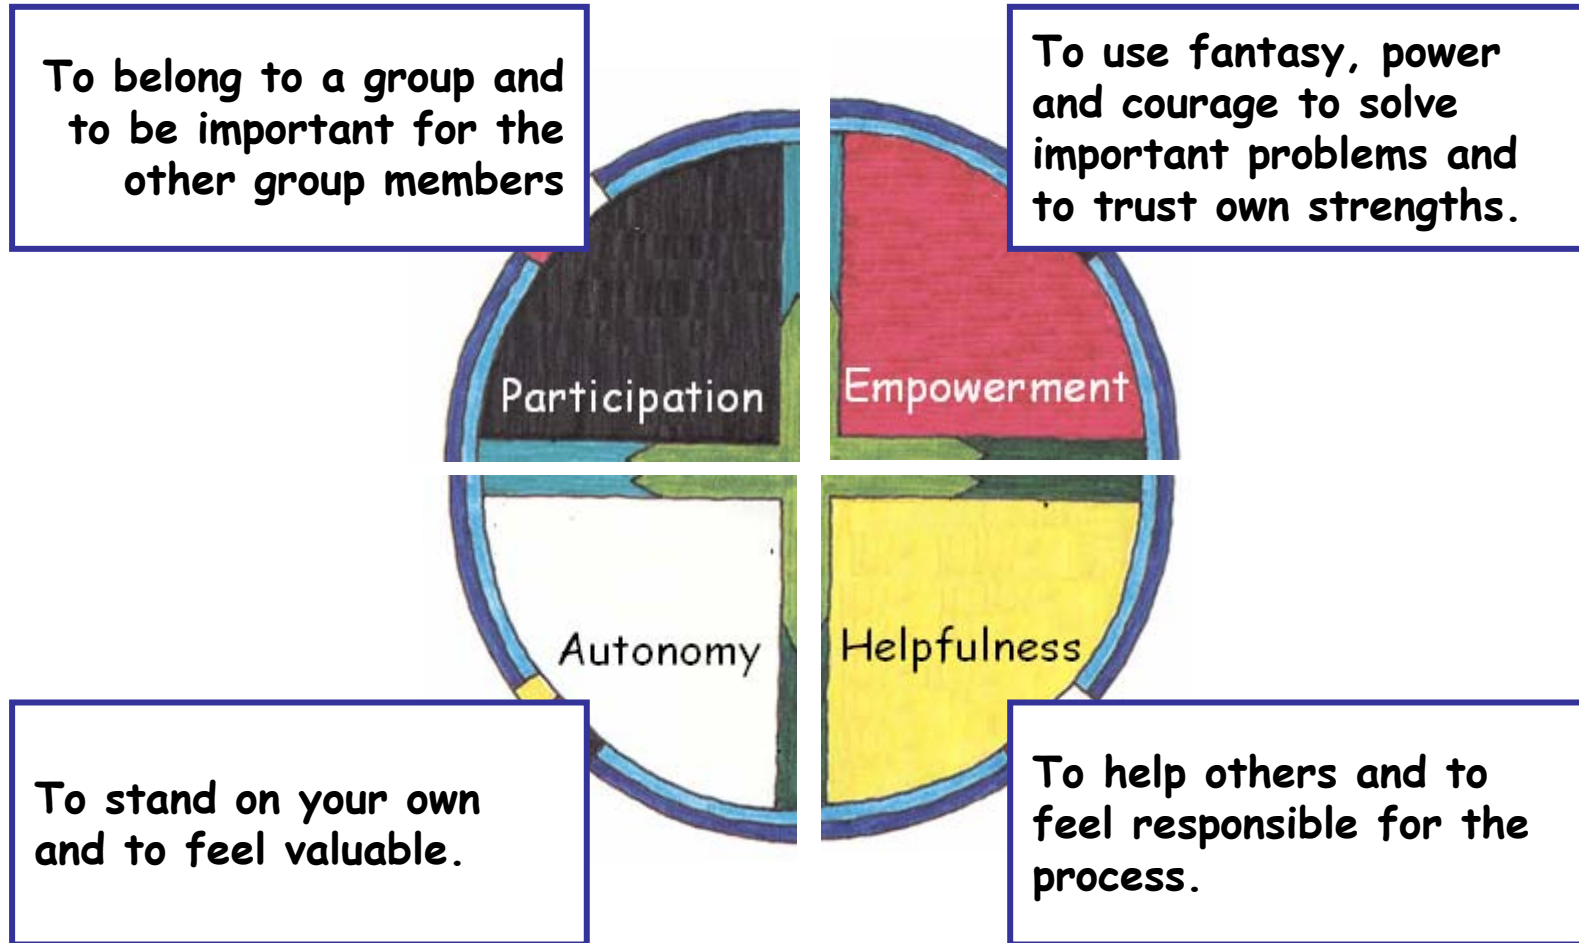 To belong to a group and
to be important for the
other group members
To use fantasy, power
and courage to solve
important problems and
to trust own strengths.
Participation
Empowerment
Autonomy
Helpfulness
To stand on your own
and to feel valuable.
To help others and to
feel responsible for the
process.